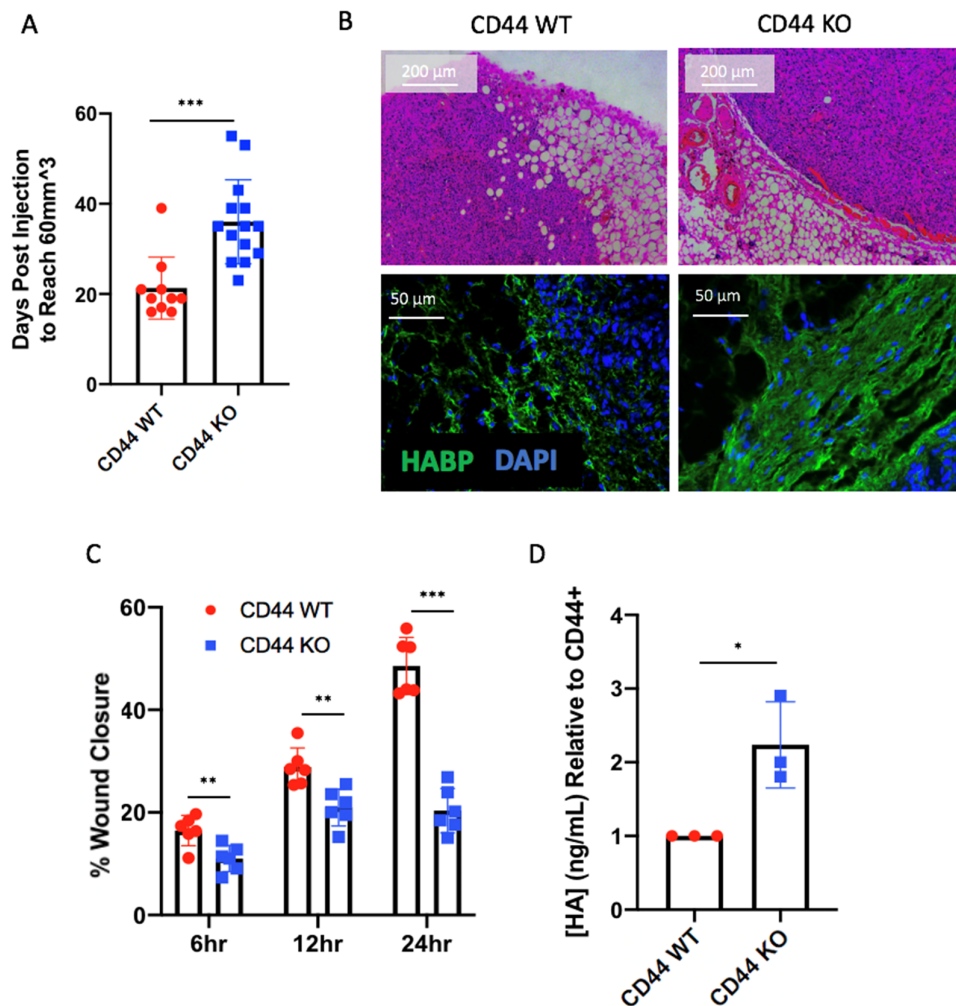 A
***
60
40
20
0
Days Post Injection
to Reach 60mm^3
CD44 WT
CD44 KO
B
CD44 WT
CD44 KO
200 µm
200 µm
50 µm
50 µm
HABP DAPI
C
CD44 WT
CD44 KO
% Wound Closure
60
40
20
0
**
**
***
6hr
12hr
24hr
D
[HA] (ng/mL) Relative to CD44+
4
3
2
1
0
*
CD44 WT
CD44 KO